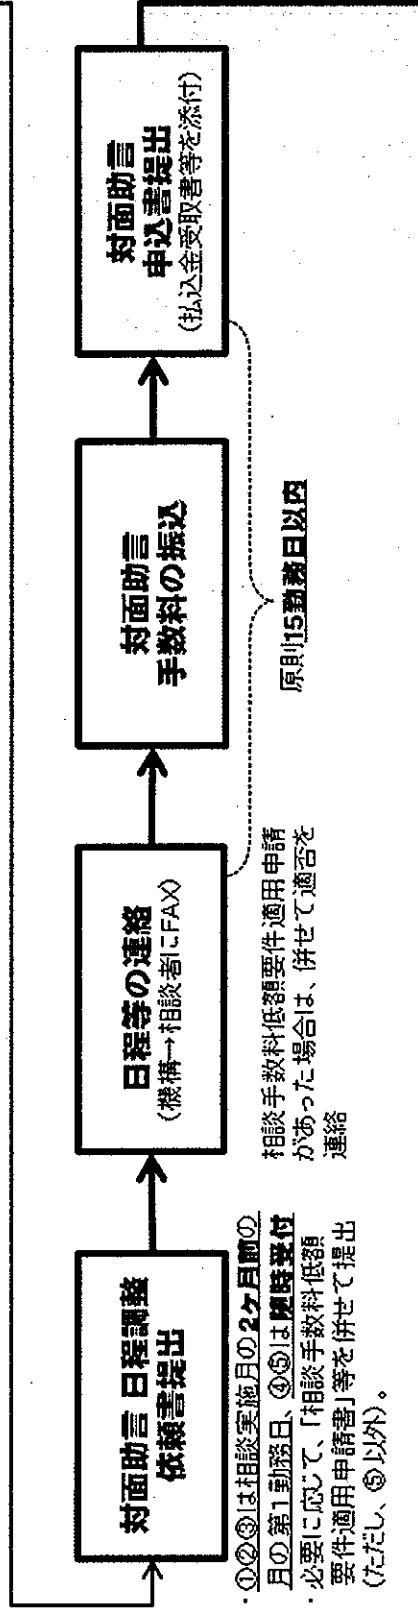 対面助言 日程調整
依頼書提出
・①②③は相談実施月の2ヶ月前の
月の第1勤務日、④⑤は随時受付
・必要に応じて、「相談手数料低額
要件適用申請書」等を併せて提出
(ただし、⑤以外)。
日程等の連絡
(機構→相談者にFAX)
相談手数料低額要件適用申請
があった場合は、併せて適否を
連絡
対面助言
手数料の振込
対面助言
申込書提出
(払込金受取書等を添付)
原則15勤務日以内